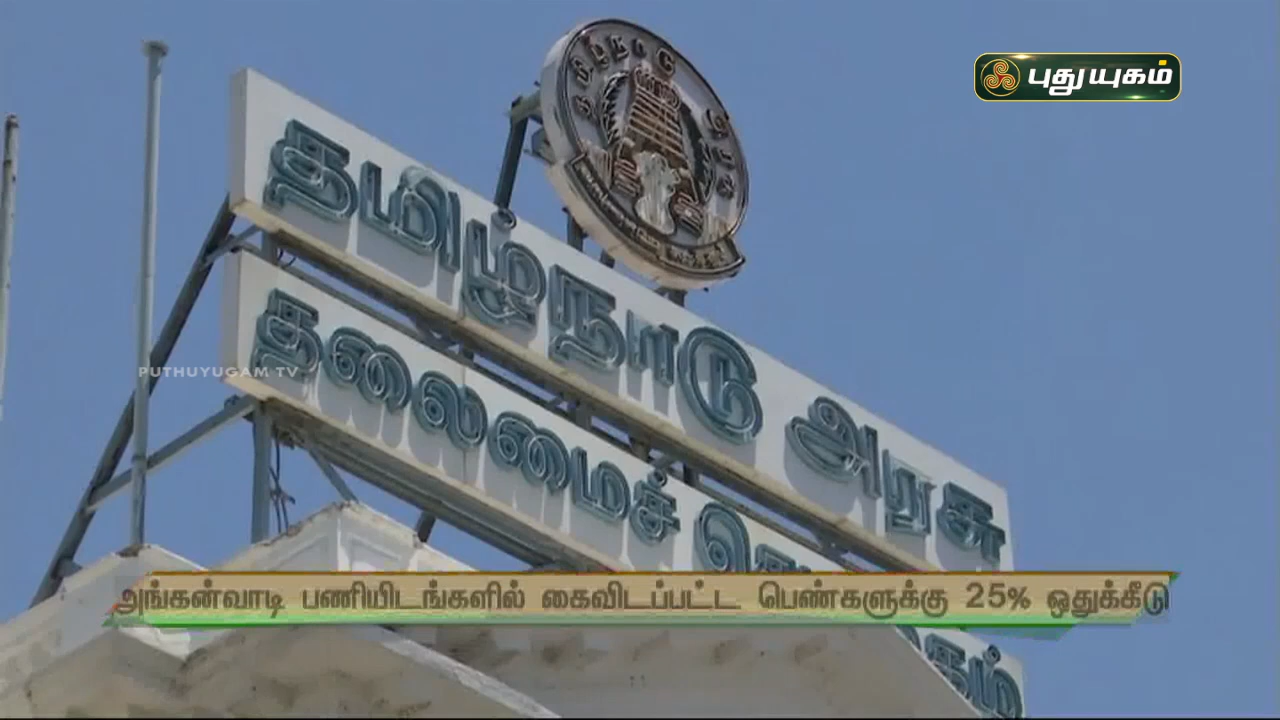 புதுயுகம்
தமிழ்நாடு அரசு
தலைமைச்
PUTHUYUGAM TV
அங்கன்வாடி பணியிடங்களில் கைவிடப்பட்ட பெண்களுக்கு 25% ஒதுக்கீடு